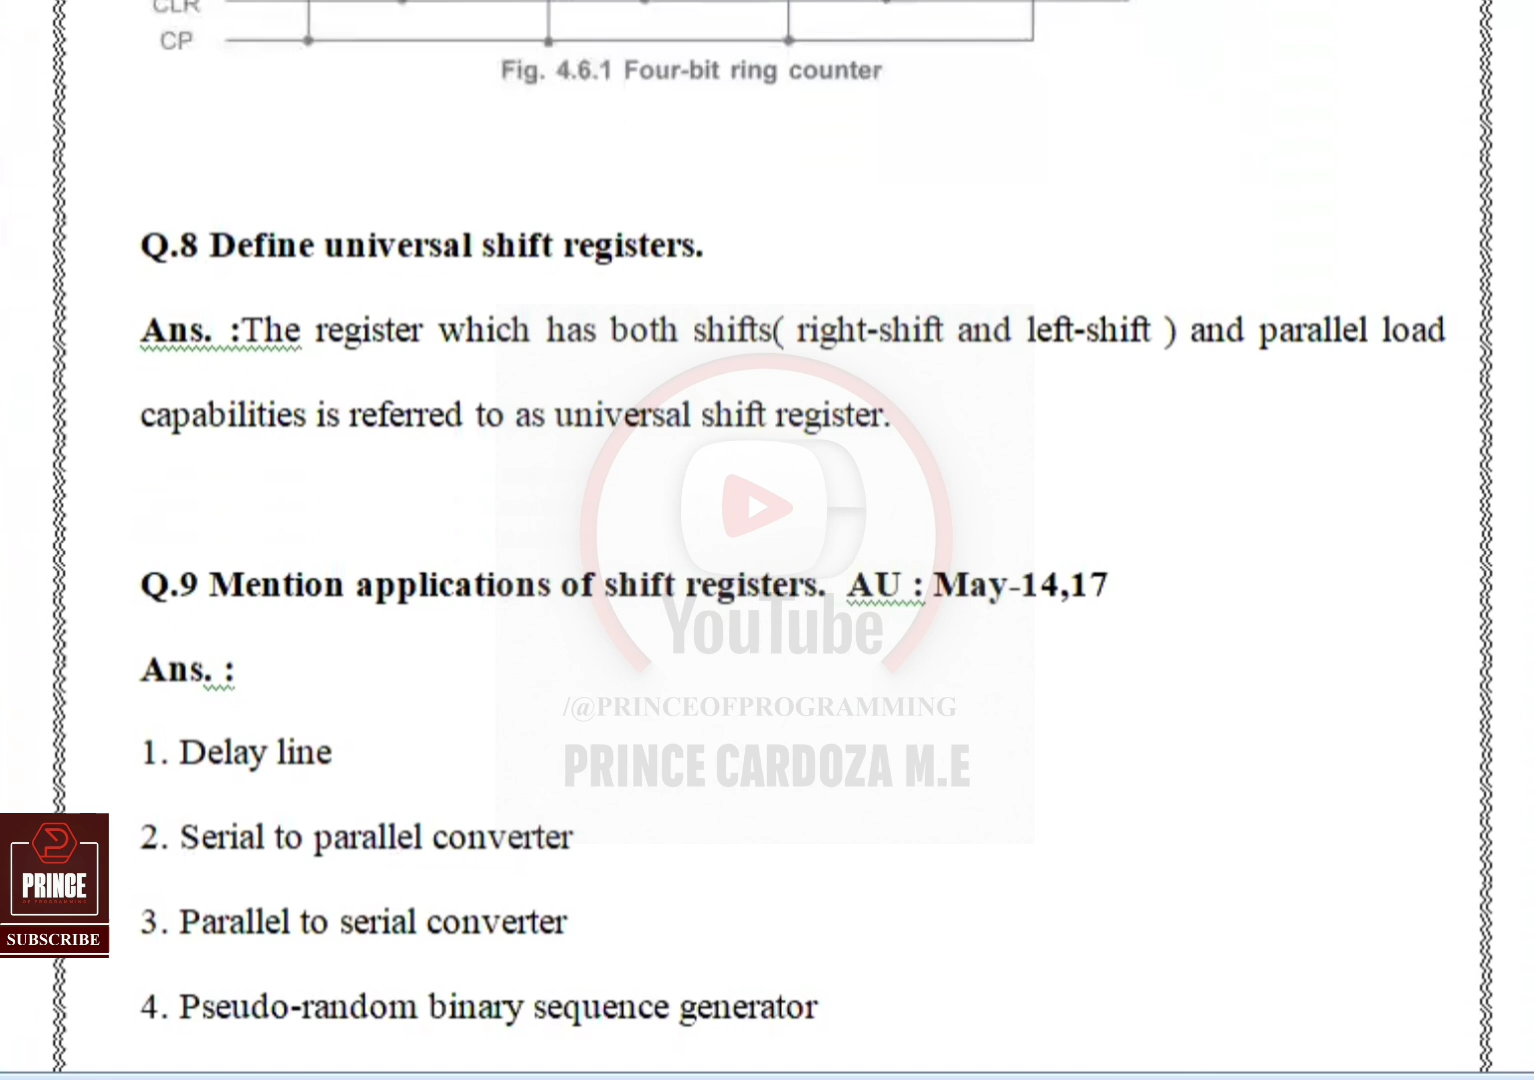 CLR
CP
Fig. 4.6.1 Four-bit ring counter
Q.8 Define universal shift registers.
Ans. :The register which has both shifts( right-shift and left-shift ) and parallel load
capabilities is referred to as universal shift register.
Q.9 Mention applications of shift registers. AU : May-14,17
YouTube
Ans. :
/@PRINCEOFPROGRAMMING
1. Delay line
PRINCE CARDOZA M.E
2. Serial to parallel converter
PRINCE
OF PROGRAMMING
3. Parallel to serial converter
SUBSCRIBE
4. Pseudo-random binary sequence generator